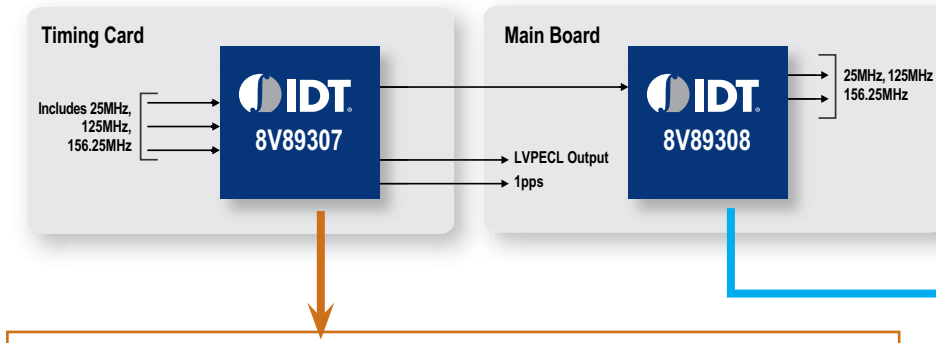 Timing Card
Includes 25MHz,
125MHz,
156.25MHz
IDT.
8V89307
LVPECL Output
1pps
Main Board
IDT.
8V89308
25MHz, 125MHz
156.25MHz